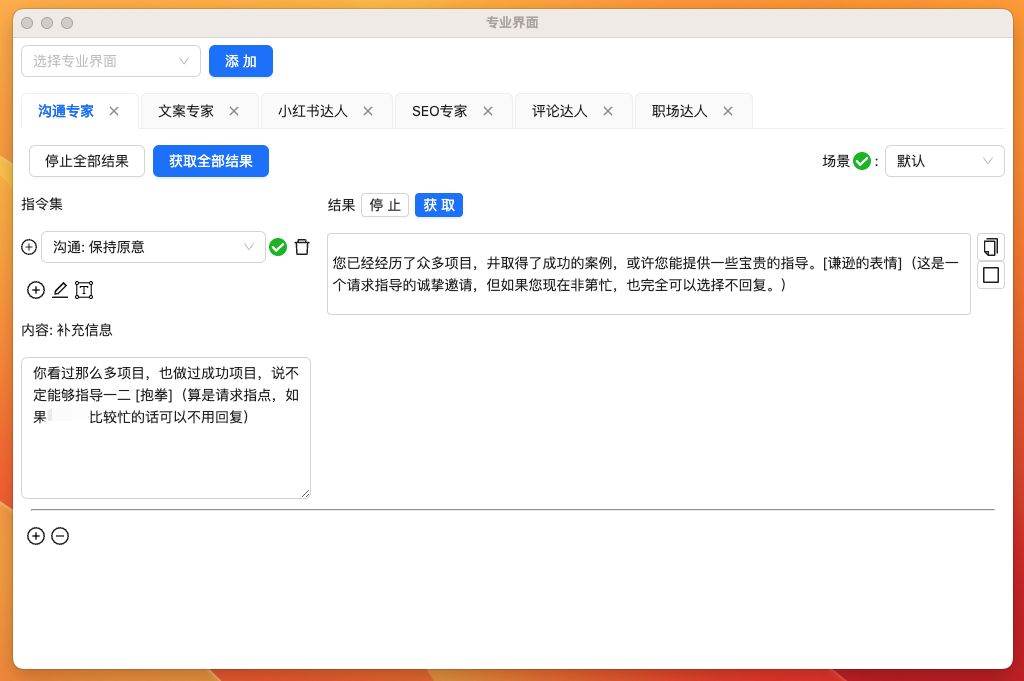 专业界面
选择专业界面
添 加
沟通专家
文案专家
小红书达人
SEO专家
评论达人
职场达人
停止全部结果
获取全部结果
场景 :
默认
指令集
结果
停 止
获 取
沟通: 保持原意
您已经经历了众多项目，并取得了成功的案例，或许您能提供一些宝贵的指导。[谦逊的表情]（这是一
个请求指导的诚挚邀请，但如果您现在非第忙，也完全可以选择不回复。）
内容: 补充信息
你看过那么多项目，也做过成功项目，说不
定能够指导一二 [抱拳]（算是请求指点，如
果 比较忙的话可以不用回复）